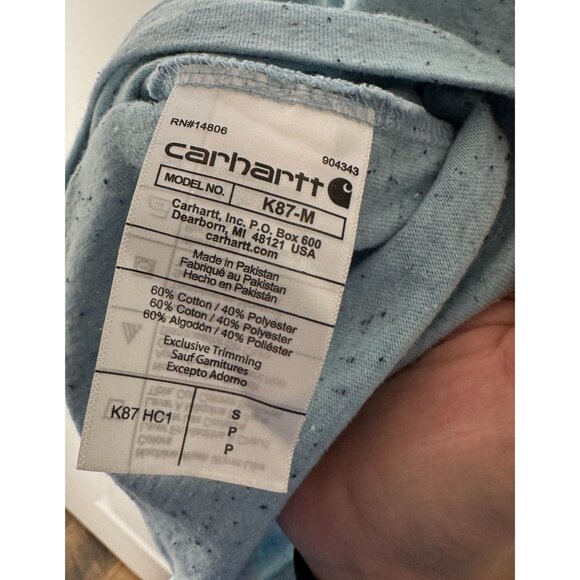 RN#14806
904343
carhartt
MODEL NO. K87-M
Carhartt, Inc. P.O. Box 600
Dearborn, MI 48121 USA
carhartt.com
Made in Pakistan
Fabriqué au Pakistan
Hecho en Pakistán
60% Cotton / 40% Polyester
60% Coton / 40% Polyester
60% Algodón / 40% Poliéster
Exclusive Trimming
Sauf Garnitures
Excepto Adorno
K87 HC1
S
P
P